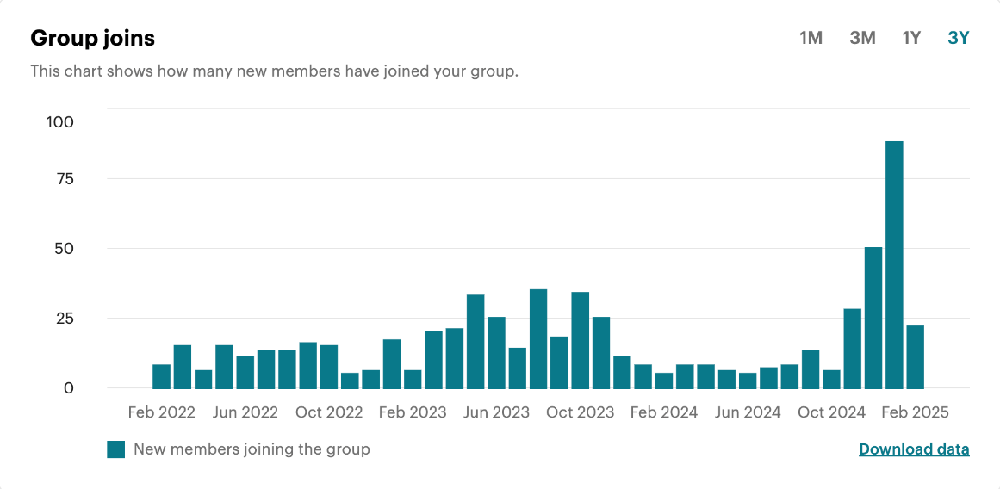 Group joins
1M 3M 1Y 3Y
This chart shows how many new members have joined your group.
100
75
50
25
0
Feb 2022 Jun 2022 Oct 2022 Feb 2023 Jun 2023 Oct 2023 Feb 2024 Jun 2024 Oct 2024 Feb 2025
New members joining the group
Download data